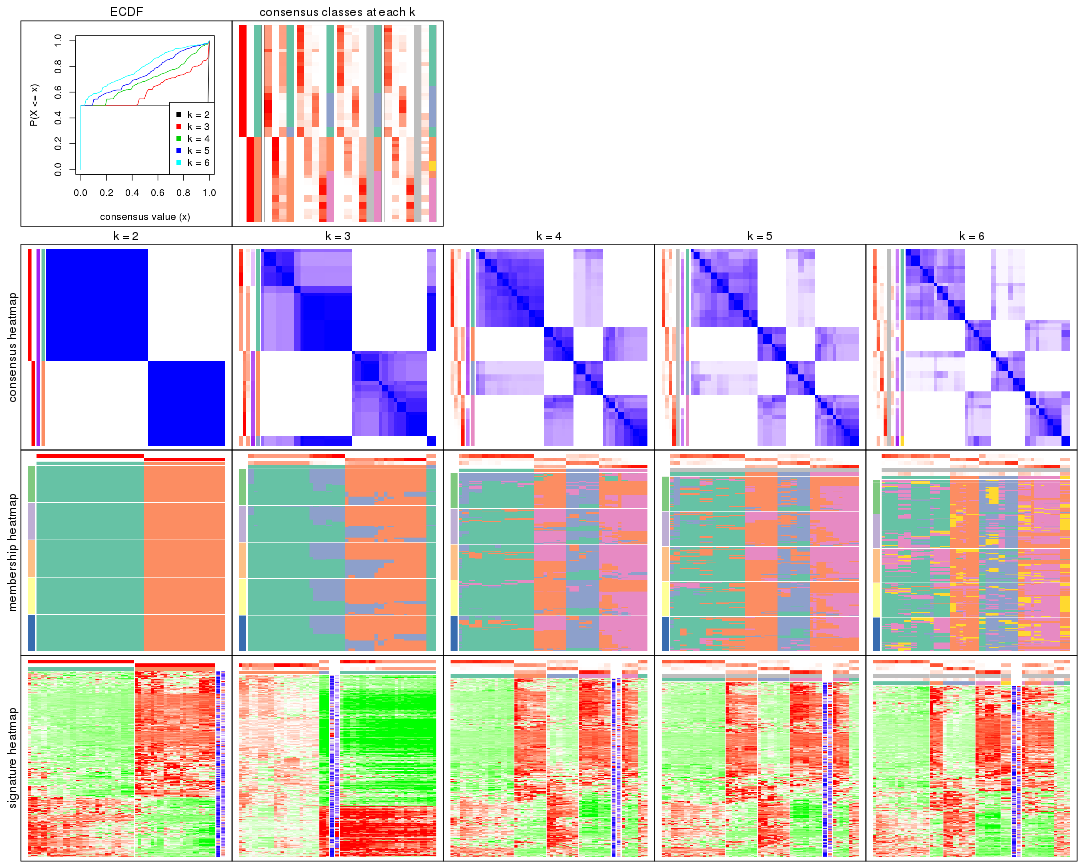 ECDF
consensus classes at each k
P(X <= x)
0.0 0.2 0.4 0.6 0.8 1.0
k = 2
k = 3
k = 4
k = 5
k = 6
0.0 0.2 0.4 0.6 0.8 1.0
consensus value (x)
k = 2 k = 3 k = 4 k = 5 k = 6
consensus heatmap
membership heatmap
signature heatmap